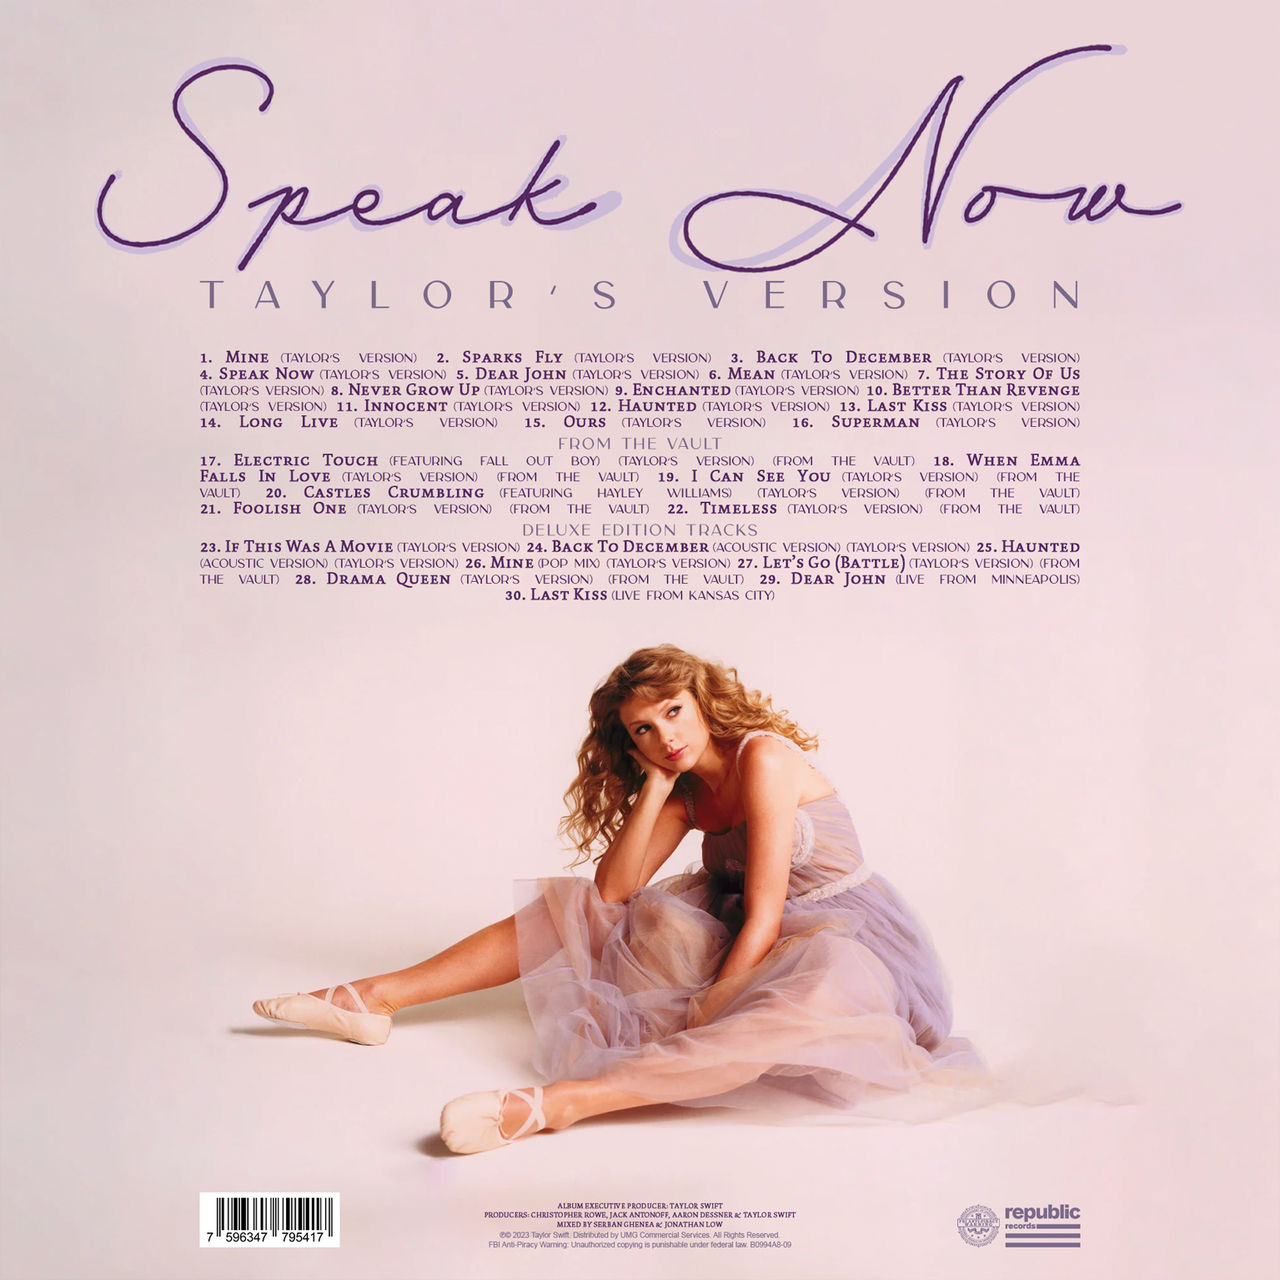 Speak Now
TAYLOR'S VERSION
1. MINE (TAYLOR'S VERSION) 2. SPARKS FLY (TAYLOR'S VERSION) 3. BACK TO DECEMBER (TAYLOR'S VERSION)
4. SPEAK NOW (TAYLOR'S VERSION) 5. DEAR JOHN (TAYLOR'S VERSION) 6. MEAN (TAYLOR'S VERSION) 7. THE STORY OF US
(TAYLOR'S VERSION) 8. NEVER GROW UP (TAYLOR'S VERSION) 9. ENCHANTED (TAYLOR'S VERSION) 10. BETTER THAN REVENGE
(TAYLOR'S VERSION) 11. INNOCENT (TAYLOR'S VERSION) 12. HAUNTED (TAYLOR'S VERSION) 13. LAST KISS (TAYLOR'S VERSION)
14. LONG LIVE (TAYLOR'S VERSION) 15. OURS (TAYLOR'S VERSION) 16. SUPERMAN (TAYLOR'S VERSION)
FROM THE VAULT
17. ELECTRIC TOUCH (FEATURING FALL OUT BOY) (TAYLOR'S VERSION) (FROM THE VAULT) 18. WHEN EMMA
FALLS IN LOVE (TAYLOR'S VERSION) (FROM THE VAULT) 19. I CAN SEE YOU (TAYLOR'S VERSION) (FROM THE
VAULT) 20. CASTLES CRUMBLING (FEATURING HAYLEY WILLIAMS) (TAYLOR'S VERSION) (FROM THE VAULT)
21. FOOLISH ONE (TAYLOR'S VERSION) (FROM THE VAULT) 22. TIMELESS (TAYLOR'S VERSION) (FROM THE VAULT)
DELUXE EDITION TRACKS
23. IF THIS WAS A MOVIE (TAYLOR'S VERSION) 24. BACK TO DECEMBER (ACOUSTIC VERSION) (TAYLOR'S VERSION) 25. HAUNTED
(ACOUSTIC VERSION) (TAYLOR'S VERSION) 26. MINE (POP MIX) (TAYLOR'S VERSION) 27. LET'S GO (BATTLE) (TAYLOR'S VERSION) (FROM
THE VAULT) 28. DRAMA QUEEN (TAYLOR'S VERSION) (FROM THE VAULT) 29. DEAR JOHN (LIVE FROM MINNEAPOLIS)
30. LAST KISS (LIVE FROM KANSAS CITY)
7 596347 795417
ALBUM EXECUTIVE PRODUCER: TAYLOR SWIFT
PRODUCERS: CHRISTOPHER ROWE, JACK ANTONOFF, AARON DESSNER & TAYLOR SWIFT
MIXED BY SERBAN GHENEA & JONATHAN LOW
℗© 2023 Taylor Swift. Distributed by UMG Commercial Services. All Rights Reserved.
FBI Anti-Piracy Warning: Unauthorized copying is punishable under federal law. B0994A8-09
republic
records